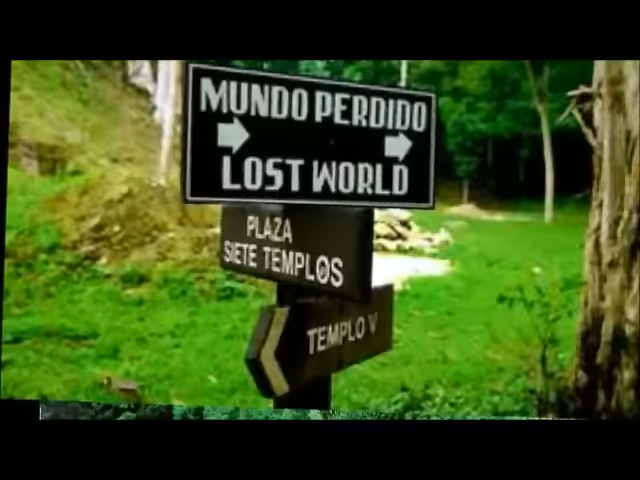 MUNDO PERDIDO
LOST WORLD
PLAZA
SIETE TEMPLOS
TEMPLO V